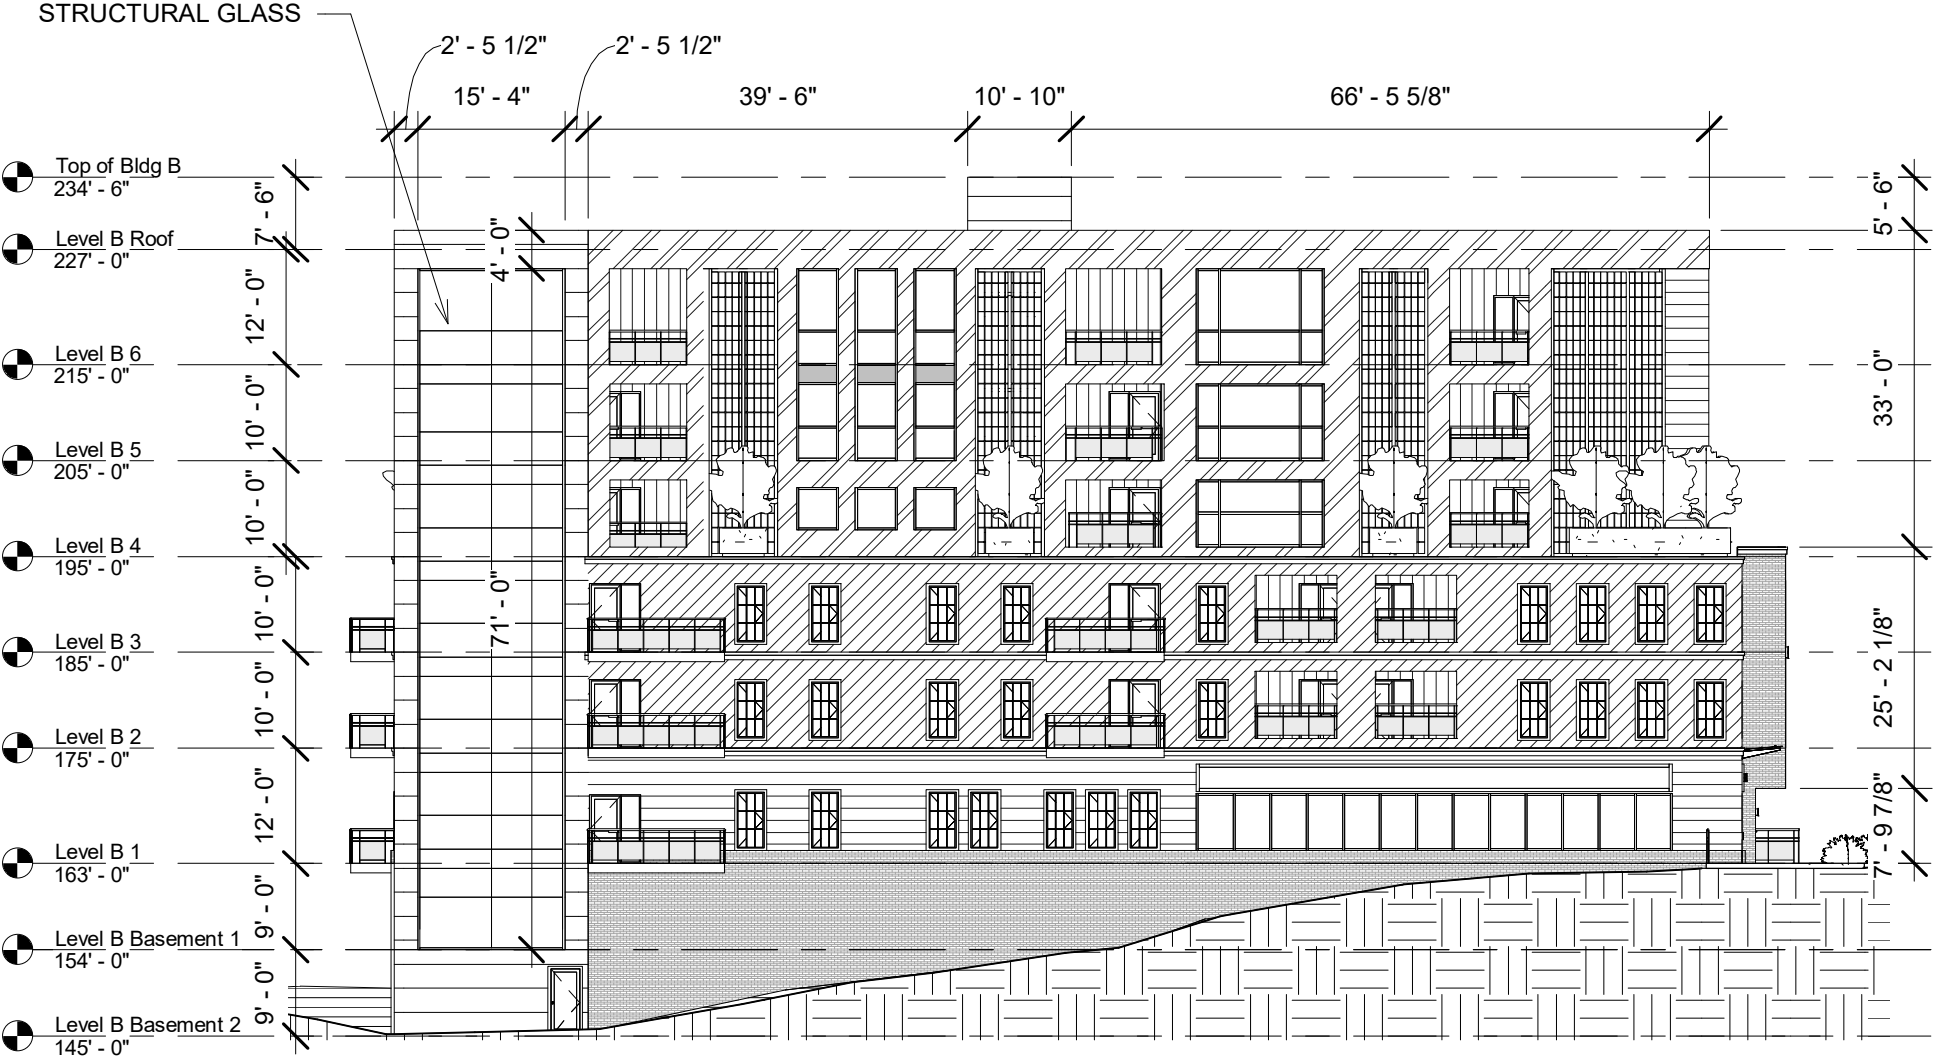 STRUCTURAL GLASS
2' - 5 1/2"
2' - 5 1/2"
15' - 4"
39' - 6"
10' - 10"
66' - 5 5/8"
Top of Bldg B
234' - 6"
7' - 6"
5' - 6"
Level B Roof
227' - 0"
4' - 0"
12' - 0"
33' - 0"
Level B 6
215' - 0"
10' - 0"
Level B 5
205' - 0"
10' - 0"
Level B 4
195' - 0"
10' - 0"
71' - 0"
Level B 3
185' - 0"
25' - 2 1/8"
10' - 0"
Level B 2
175' - 0"
12' - 0"
7' - 9 7/8"
Level B 1
163' - 0"
9' - 0"
Level B Basement 1
154' - 0"
9' - 0"
Level B Basement 2
145' - 0"